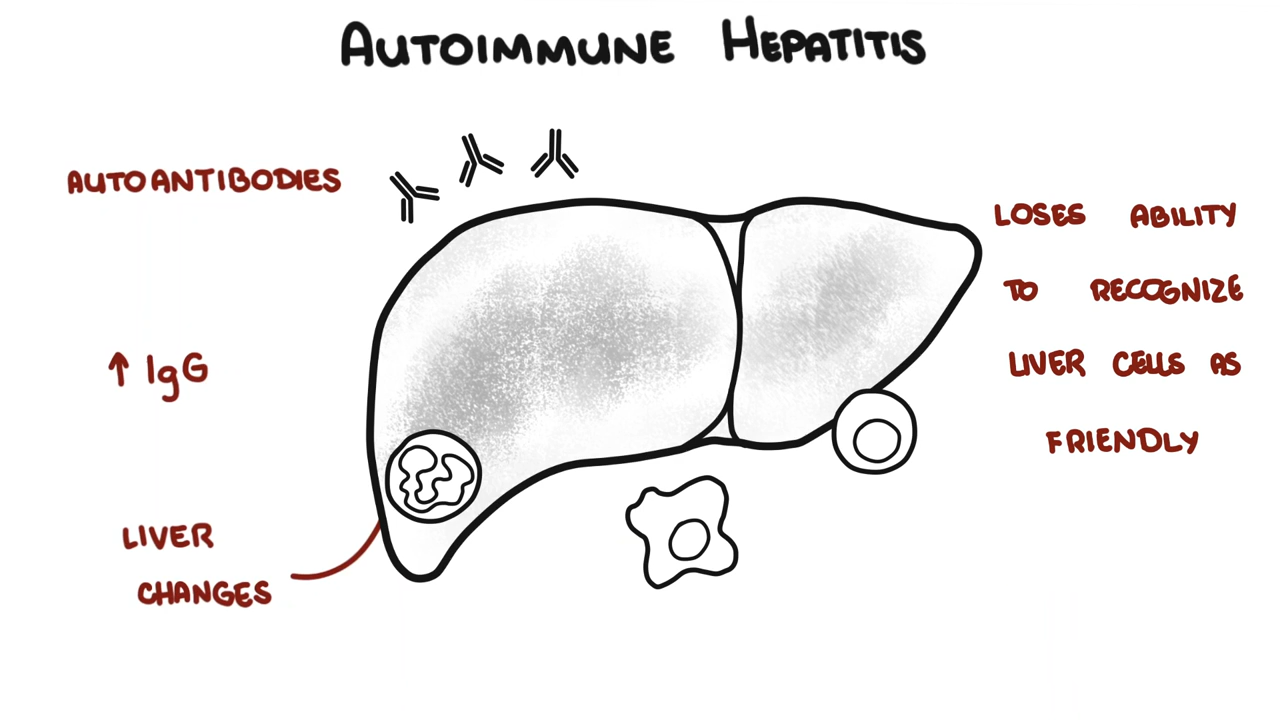 AUTOIMMUNE HEPATITIS
AUTOANTIBODIES
↑ IgG
LIVER
CHANGES
LOSES ABILITY
TO RECOGNIZE
LIVER CELLS AS
FRIENDLY